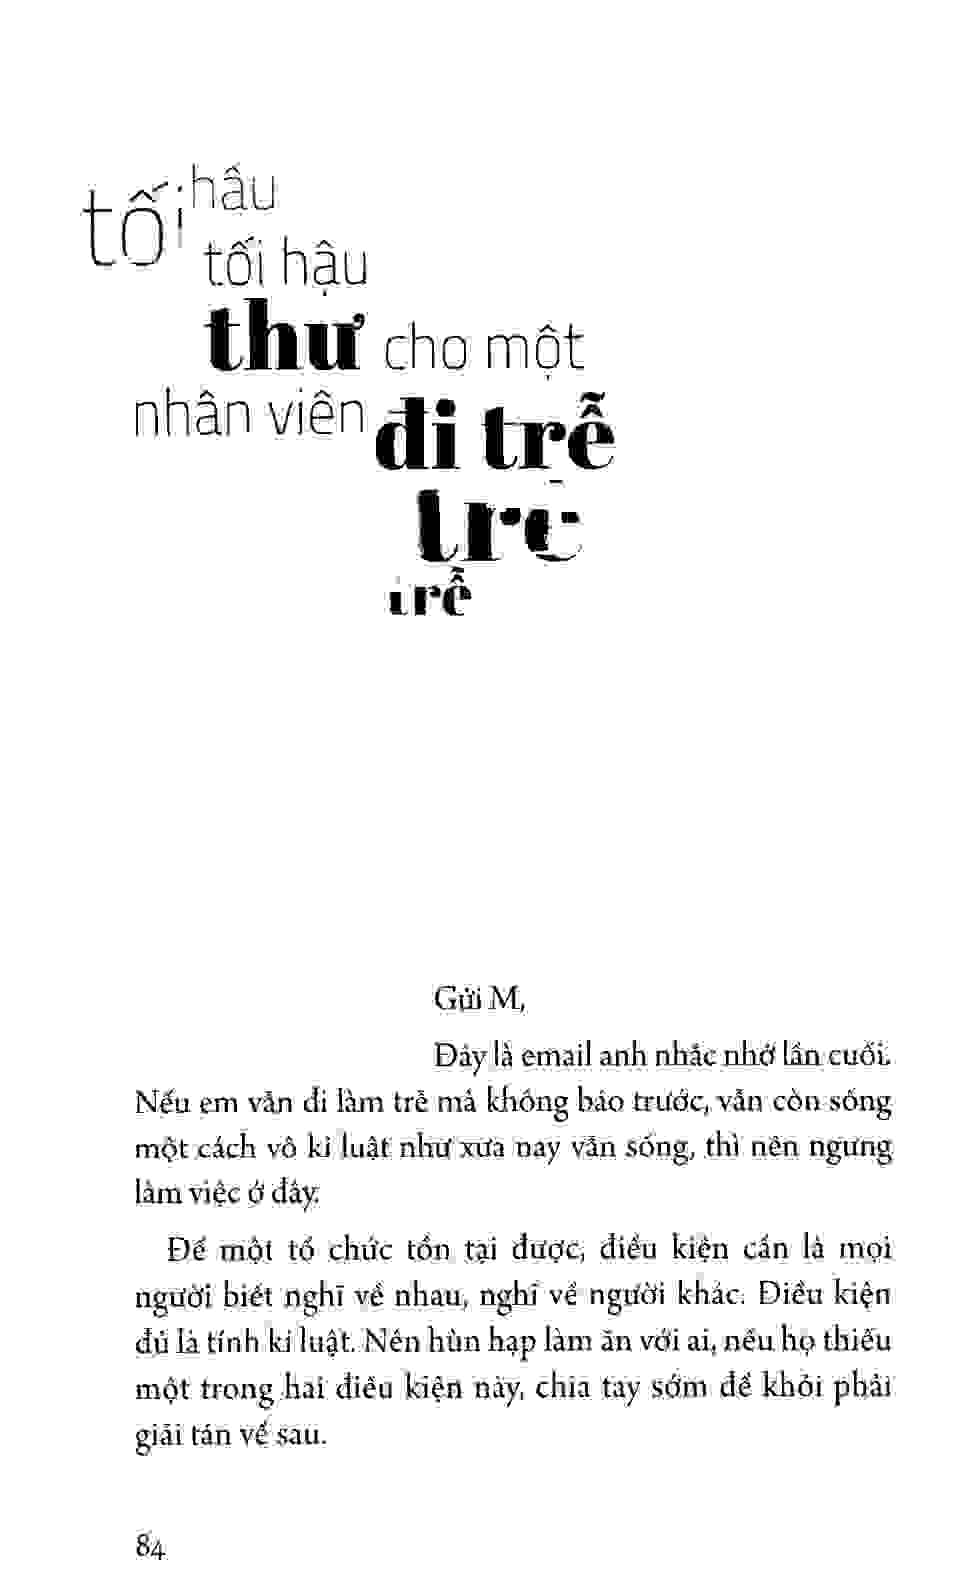 tối hậu
tối hậu
thư cho một
nhân viên đi trễ
trễ
trễ
Gửi M,
Đây là email anh nhắc nhở lần cuối.
Nếu em vẫn đi làm trễ mà không báo trước, vẫn còn sống
một cách vô kỉ luật như xưa nay vẫn sống, thì nên ngưng
làm việc ở đây.
Để một tổ chức tồn tại được, điều kiện cần là mọi
người biết nghĩ về nhau, nghĩ về người khác. Điều kiện
đủ là tính kỉ luật. Nên hùn hạp làm ăn với ai, nếu họ thiếu
một trong hai điều kiện này, chia tay sớm để khỏi phải
giải tán về sau.
84